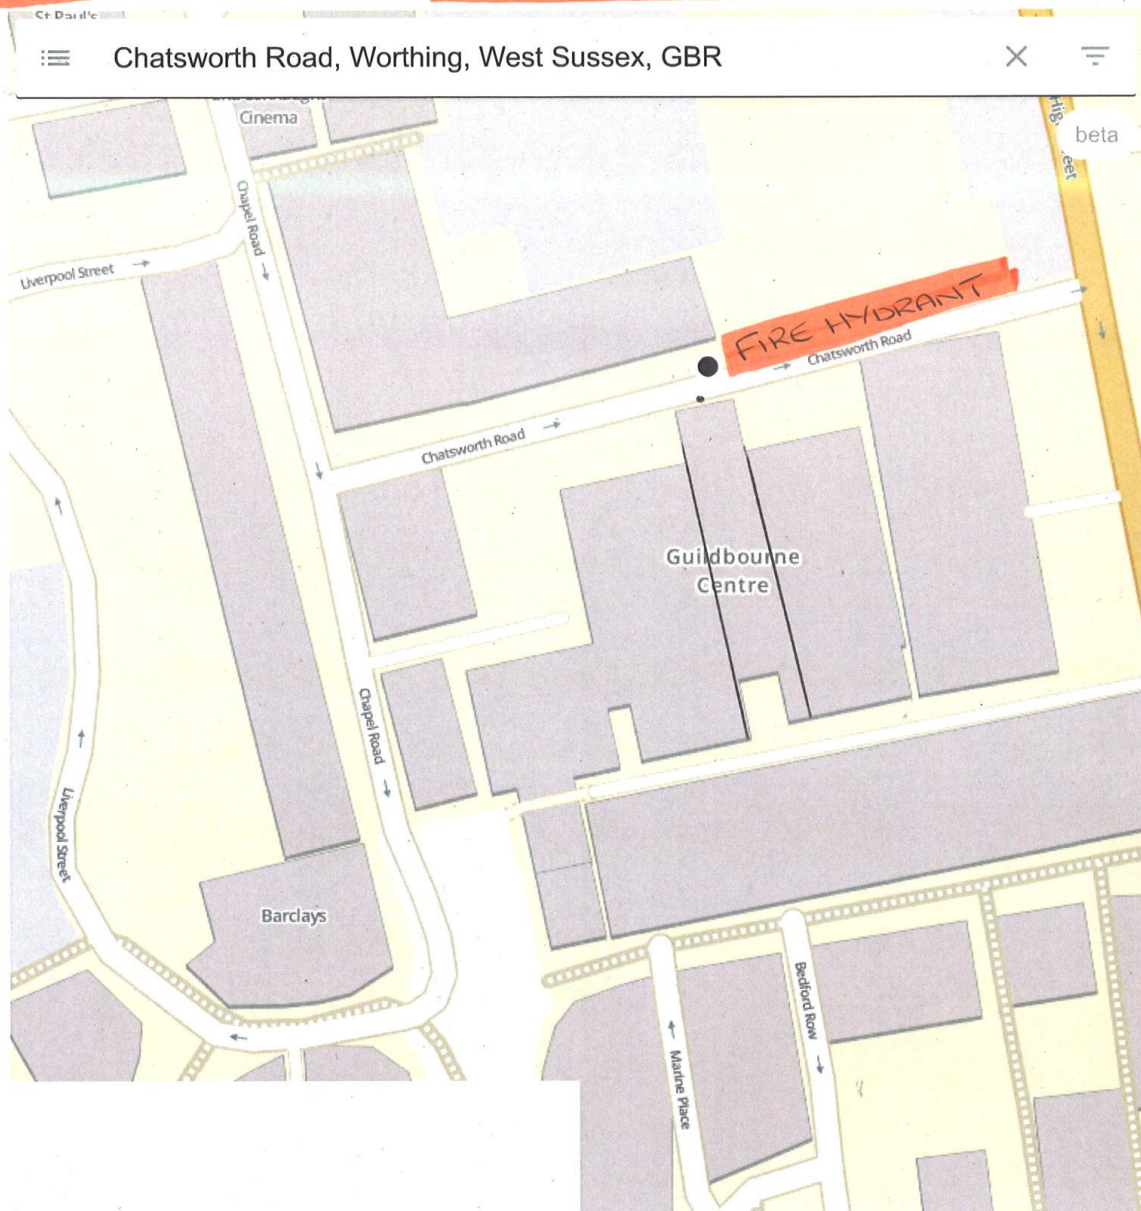 St Paul's
Chatsworth Road, Worthing, West Sussex, GBR
Cinema
beta
Chapel Road
Liverpool Street
FIRE HYDRANT
Chatsworth Road
Chatsworth Road
Guildbourne
Centre
Chapel Road
Liverpool Street
Barclays
Bedford Row
Marine Place